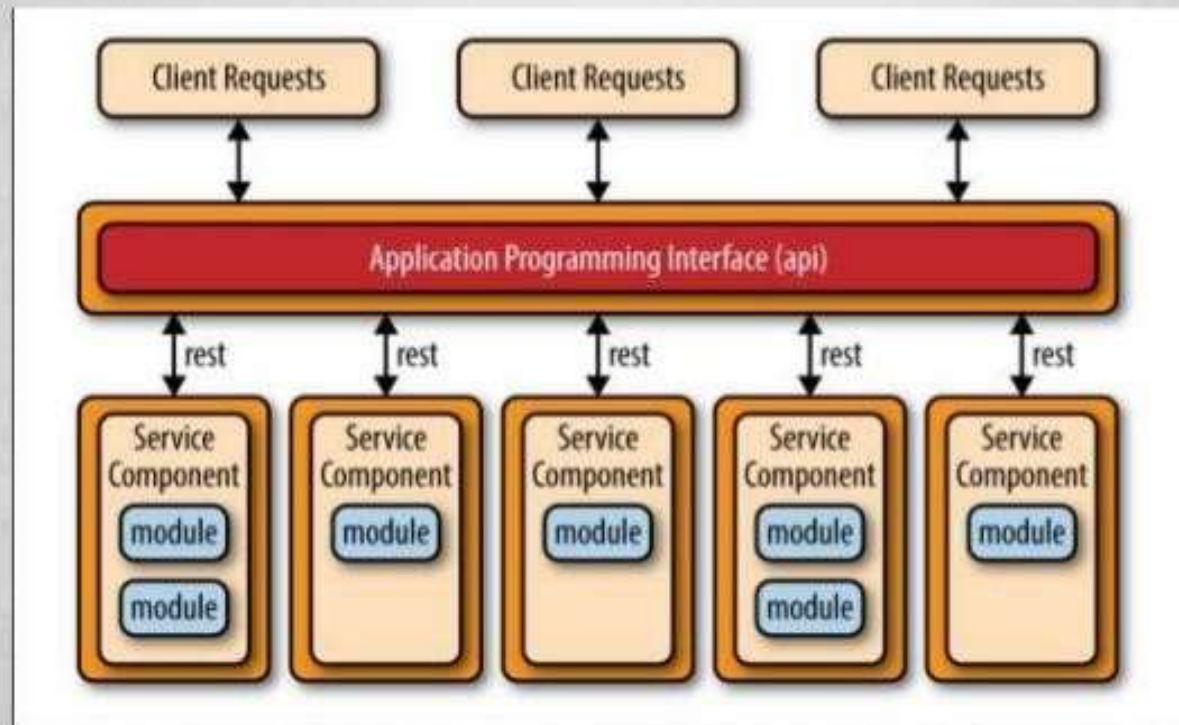 Client Requests
Client Requests
Client Requests
Application Programming Interface (api)
rest
rest
rest
rest
rest
Service
Component
module
module
Service
Component
module
Service
Component
module
Service
Component
module
module
Service
Component
module